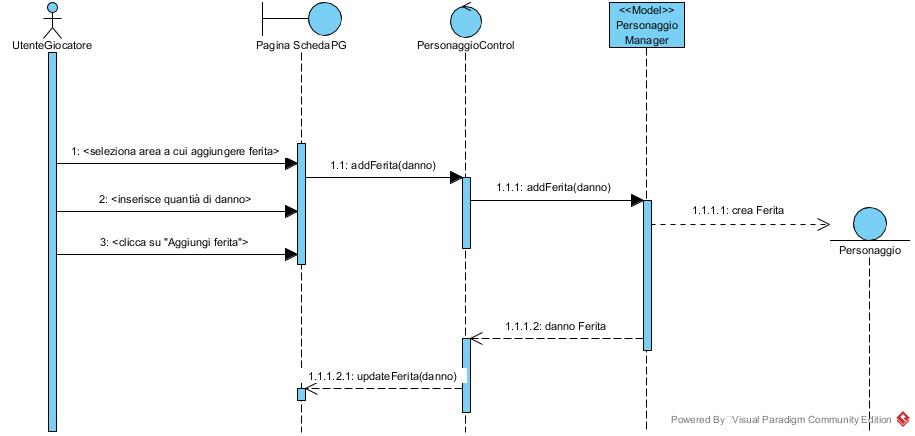 <<Model>>
Personaggio
Manager
UtenteGiocatore
Pagina SchedaPG
PersonaggioControl
1: <seleziona area a cui aggiungere ferita>
1.1: addFerita(danno)
1.1.1: addFerita(danno)
2: <inserisce quantià di danno>
1.1.1.1: crea Ferita
3: <clicca su "Aggiungi ferita">
Personaggio
1.1.1.2: danno Ferita
1.1.1.2.1: updateFerita(danno)
Powered By Visual Paradigm Community Edition